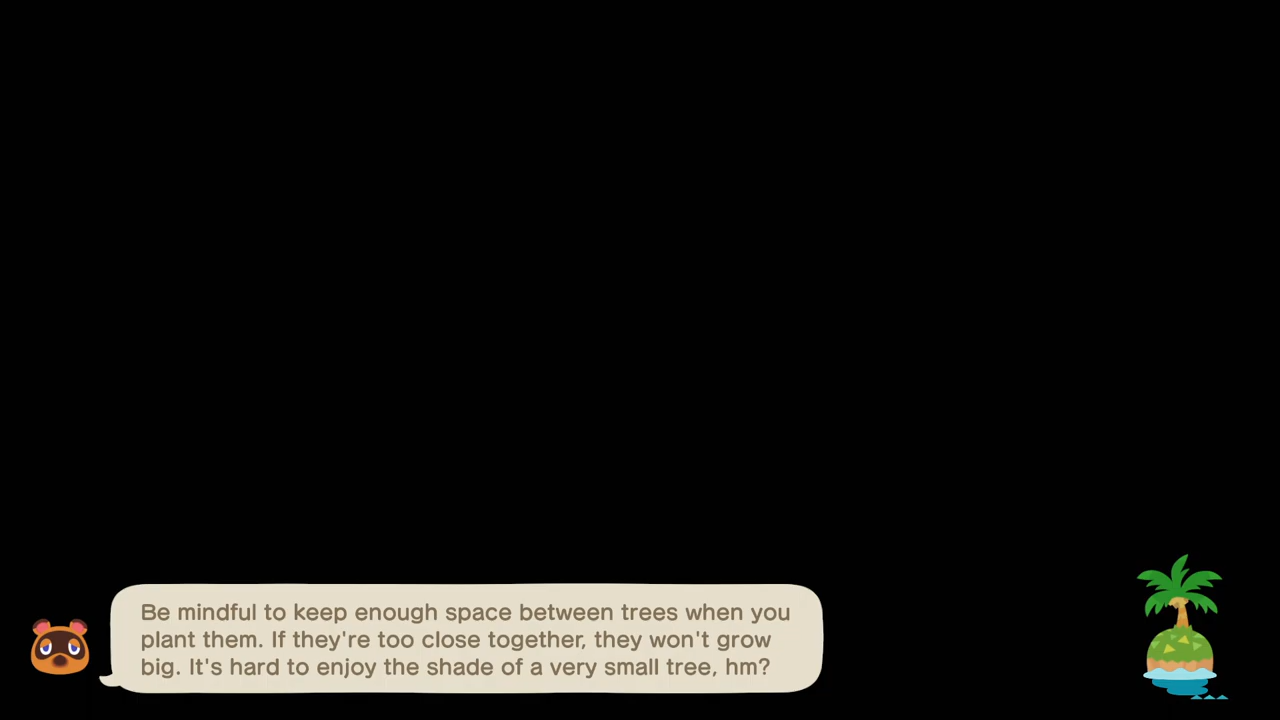 Be mindful to keep enough space between trees when you
plant them. If they're too close together, they won't grow
big. It's hard to enjoy the shade of a very small tree, hm?